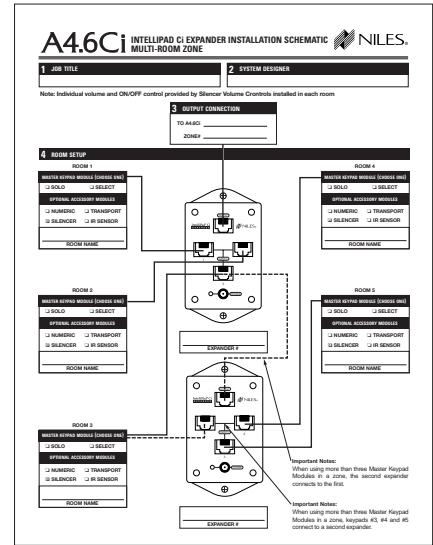 A4.6Ci INTELLIPAD Ci EXPANDER INSTALLATION SCHEMATIC
MULTI-ROOM ZONE
NILES®
1 JOB TITLE
2 SYSTEM DESIGNER
Note: Individual volume and ON/OFF control provided by Silencer Volume Crontrols installed in each room
3 OUTPUT CONNECTION
TO A4.6Ci
ZONE#
4 ROOM SETUP
ROOM 1
MASTER KEYPAD MODULE (CHOOSE ONE)
❏ SOLO ❏ SELECT
OPTIONAL ACCESSORY MODULES
❏ NUMERIC ❏ TRANSPORT
❏ SILENCER ❏ IR SENSOR
ROOM NAME
ROOM 4
MASTER KEYPAD MODULE (CHOOSE ONE)
❏ SOLO ❏ SELECT
OPTIONAL ACCESSORY MODULES
❏ NUMERIC ❏ TRANSPORT
❏ SILENCER ❏ IR SENSOR
ROOM NAME
NILES®
ROOM 2
MASTER KEYPAD MODULE (CHOOSE ONE)
❏ SOLO ❏ SELECT
OPTIONAL ACCESSORY MODULES
❏ NUMERIC ❏ TRANSPORT
❏ SILENCER ❏ IR SENSOR
ROOM NAME
ROOM 5
MASTER KEYPAD MODULE (CHOOSE ONE)
❏ SOLO ❏ SELECT
OPTIONAL ACCESSORY MODULES
❏ NUMERIC ❏ TRANSPORT
❏ SILENCER ❏ IR SENSOR
ROOM NAME
EXPANDER #
NILES®
ROOM 3
MASTER KEYPAD MODULE (CHOOSE ONE)
❏ SOLO ❏ SELECT
OPTIONAL ACCESSORY MODULES
❏ NUMERIC ❏ TRANSPORT
❏ SILENCER ❏ IR SENSOR
ROOM NAME
Important Notes:
When using more than three Master Keypad
Modules in a zone, the second expander
connects to the first.
Important Notes:
When using more than three Master Keypad
Modules in a zone, keypads #3, #4 and #5
connect to a second expander.
EXPANDER #